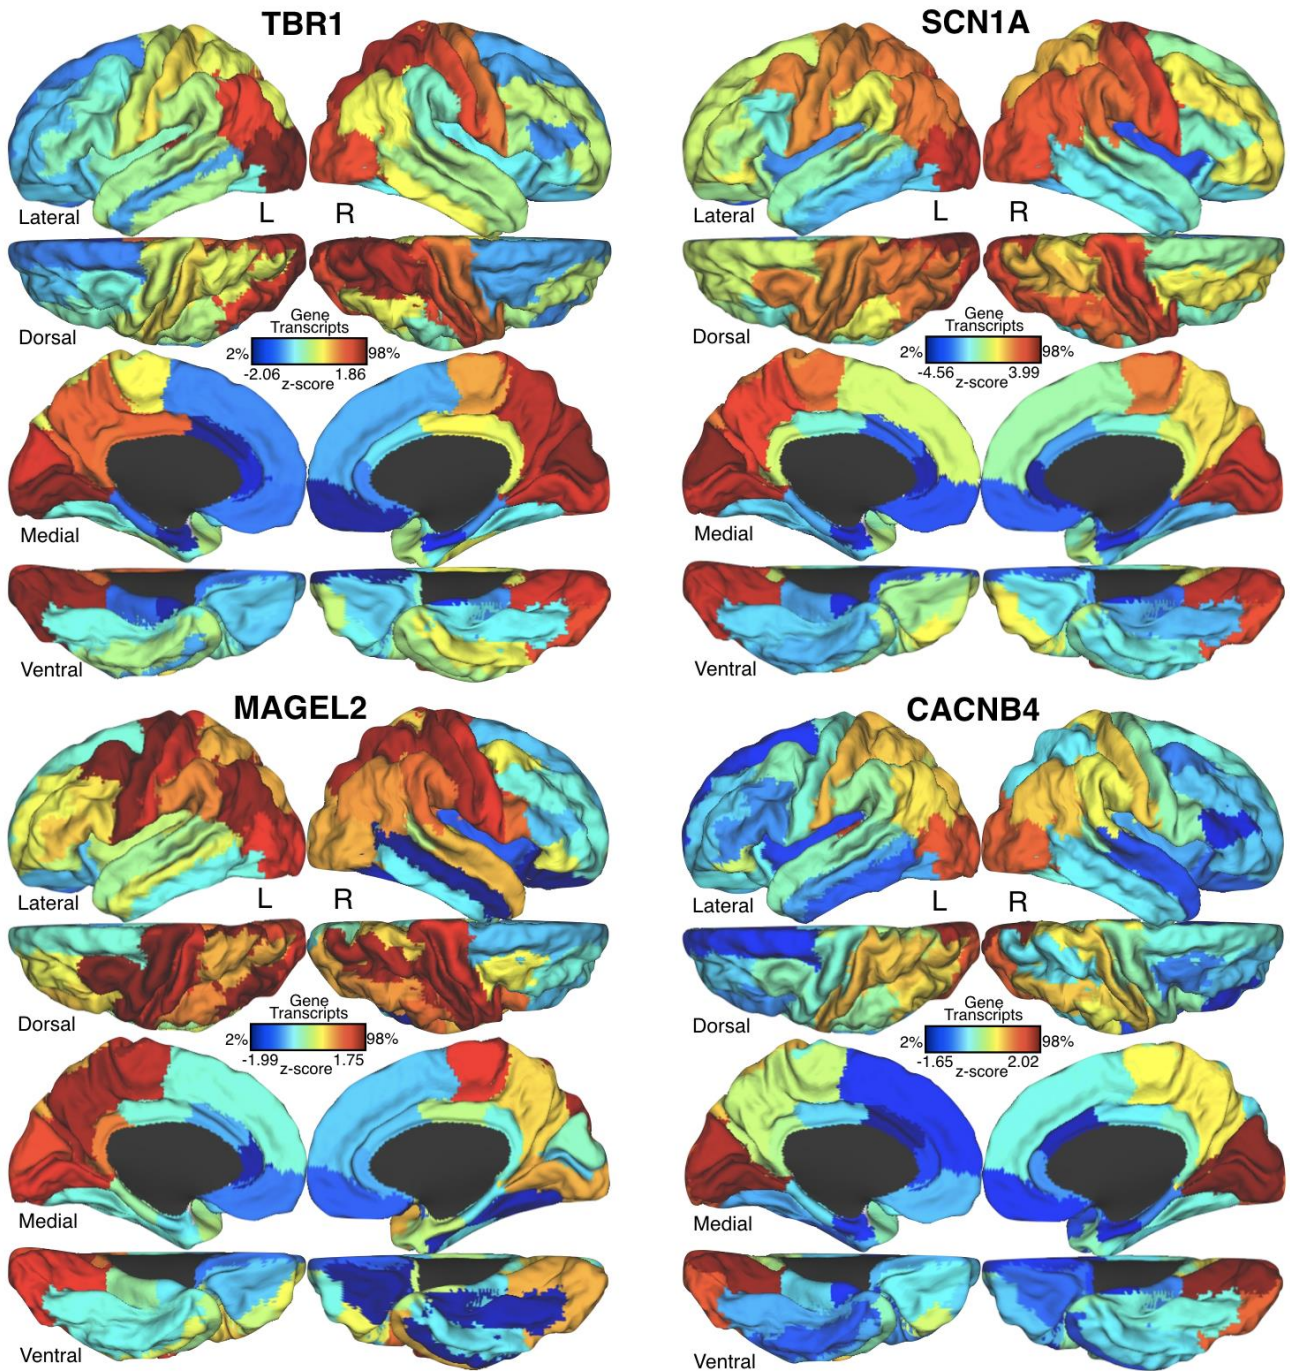 TBR1
Lateral
L
R
Dorsal
Gene
Transcripts
2%
98%
-2.06
1.86
z-score
Medial
Ventral
SCN1A
Lateral
L
R
Dorsal
Gene
Transcripts
2%
98%
-4.56
3.99
z-score
Medial
Ventral
MAGEL2
Lateral
L
R
Dorsal
Gene
Transcripts
2%
98%
-1.99
1.75
z-score
Medial
Ventral
CACNB4
Lateral
L
R
Dorsal
Gene
Transcripts
2%
98%
-1.65
2.02
z-score
Medial
Ventral